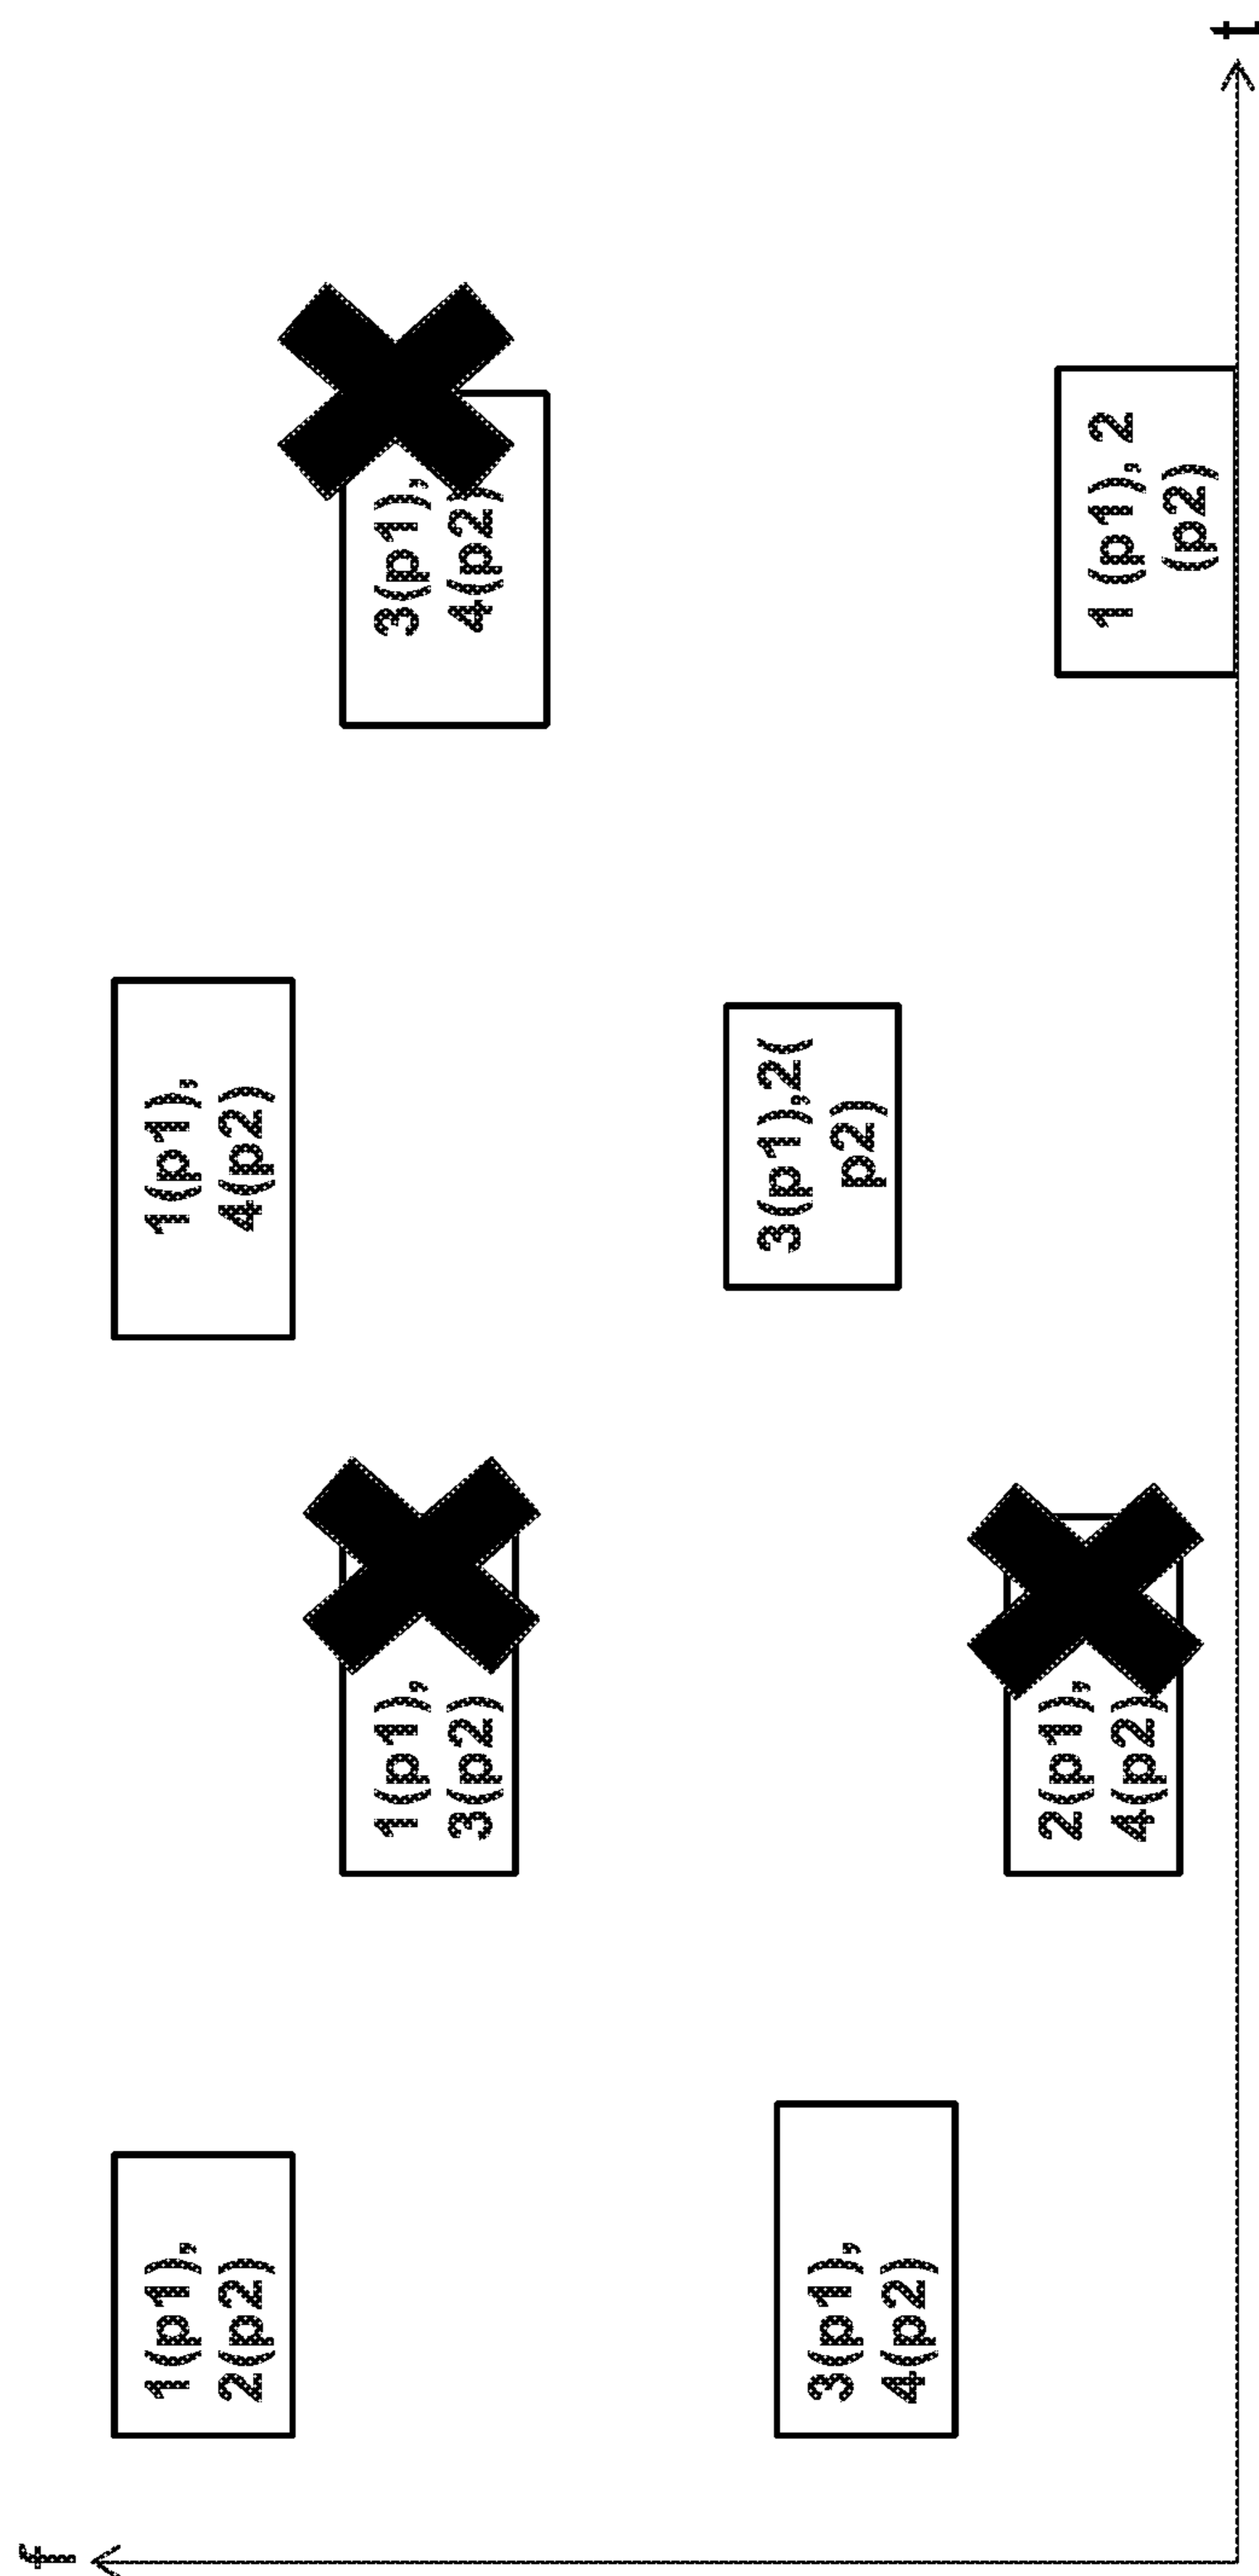 f
1(p1),
2(p2)
3(p1),
4(p2)
1(p1),
3(p2)
2(p1),
4(p2)
1(p1),
4(p2)
3(p1),2(
p2)
3(p1),
4(p2)
1(p1), 2
(p2)
t